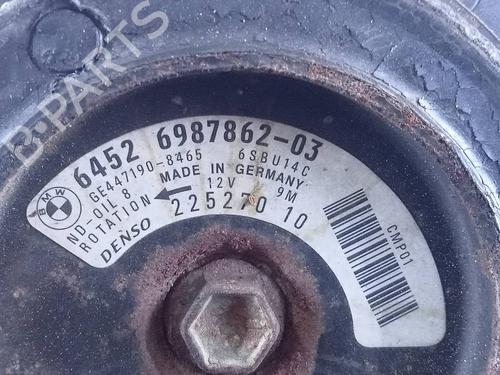 B-PARTS
6452 6987862-03
GE447190-8465 6SBU14C
ND-OIL 8 MADE IN GERMANY
ROTATION 12V 9M
DENSO 225270 10
BMW
CMP01